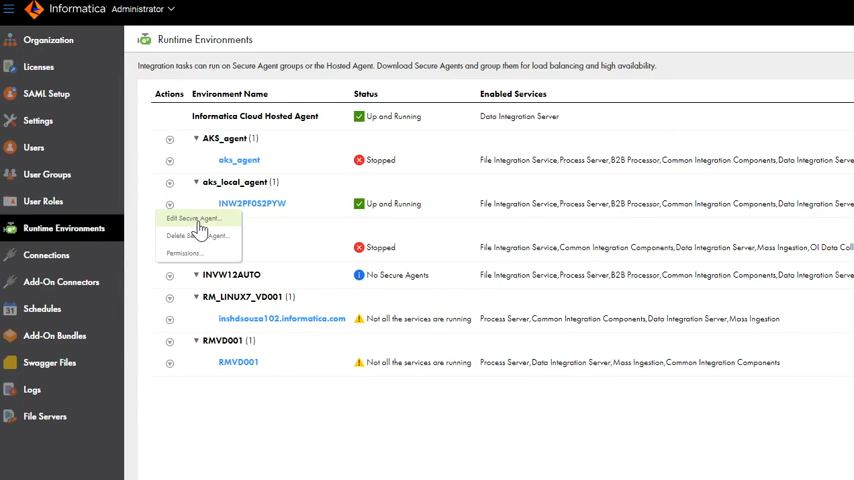 Informatica Administrator
Organization
Licenses
SAML Setup
Settings
Users
User Groups
User Roles
Runtime Environments
Connections
Add-On Connectors
Schedules
Add-On Bundles
Swagger Files
Logs
File Servers
Runtime Environments
Integration tasks can run on Secure Agent groups or the Hosted Agent. Download Secure Agents and group them for load balancing and high availability.
Actions Environment Name Status Enabled Services
Informatica Cloud Hosted Agent Up and Running Data Integration Server
AKS_agent (1)
aks_agent Stopped File Integration Service,Process Server,B2B Processor,Common Integration Components,Data Integration Serve
aks_local_agent (1)
INW2PF0S2PYW Up and Running File Integration Service,Process Server,B2B Processor,Common Integration Components,Data Integration Serve
Edit Secure Agent...
Delete Agent...
Permissions...
Stopped File Integration Service,Common Integration Components,Data Integration Server,Mass Ingestion,OI Data Coll
INVW12AUTO No Secure Agents File Integration Service,Process Server,B2B Processor,Common Integration Components,Data Integration Serve
RM_LINUX7_VD001 (1)
inshdsouza102.informatica.com Not all the services are running Process Server,Common Integration Components,Data Integration Server,Mass Ingestion
RMVD001 (1)
RMVD001 Not all the services are running Process Server,Data Integration Server,Mass Ingestion,Common Integration Components